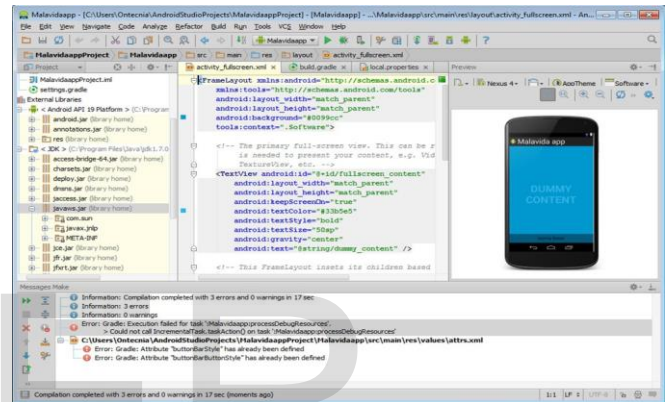 Malavidaapp - [C:\Users\Ontecnia\AndroidStudioProjects\MalavidaappProject] - [Malavidaapp] - ...\Malavidaapp\src\main\res\layout\activity_fullscreen.xml - An...
File Edit View Navigate Code Analyze Refactor Build Run Tools VCS Window Help
Malavidaapp
MalavidaappProject Malavidaapp src main res layout activity_fullscreen.xml
Project
activity_fullscreen.xml build.gradle local.properties
Preview
MalavidaappProject.iml
settings.gradle
External Libraries
< Android API 19 Platform > (C:\Program
android.jar (library home)
annotations.jar (library home)
res (library home)
< JDK > (C:\Program Files\Java\jdk1.7.0
access-bridge-64.jar (library home)
charsets.jar (library home)
deploy.jar (library home)
dnsns.jar (library home)
jaccess.jar (library home)
javaws.jar (library home)
com.sun
javax.jnlp
META-INF
jce.jar (library home)
jfr.jar (library home)
jfxrt.jar (library home)
<FrameLayout xmlns:android="http://schemas.android.c
xmlns:tools="http://schemas.android.com/tools"
android:layout_width="match_parent"
android:layout_height="match_parent"
android:background="#0099cc"
tools:context=".Software">
<!-- The primary full-screen view. This can be r
is needed to present your content, e.g. Vid
TextureView, etc. -->
<TextView android:id="@+id/fullscreen_content"
android:layout_width="match_parent"
android:layout_height="match_parent"
android:keepScreenOn="true"
android:textColor="#33b5e5"
android:textStyle="bold"
android:textSize="50sp"
android:gravity="center"
android:text="@string/dummy_content" />
<!-- This FrameLayout insets its children based
Nexus 4 AppTheme Software
Malavida app
DUMMY
CONTENT
Messages Make
Information: Compilation completed with 3 errors and 0 warnings in 17 sec
Information: 3 errors
Information: 0 warnings
Error: Gradle: Execution failed for task ':Malavidaapp:processDebugResources'.
> Could not call IncrementalTask.taskAction() on task ':Malavidaapp:processDebugResources'
C:\Users\Ontecnia\AndroidStudioProjects\MalavidaappProject\Malavidaapp\src\main\res\values\attrs.xml
Error: Gradle: Attribute "buttonBarStyle" has already been defined
Error: Gradle: Attribute "buttonBarButtonStyle" has already been defined
Compilation completed with 3 errors and 0 warnings in 17 sec (moments ago)
1:1 LF UTF-8